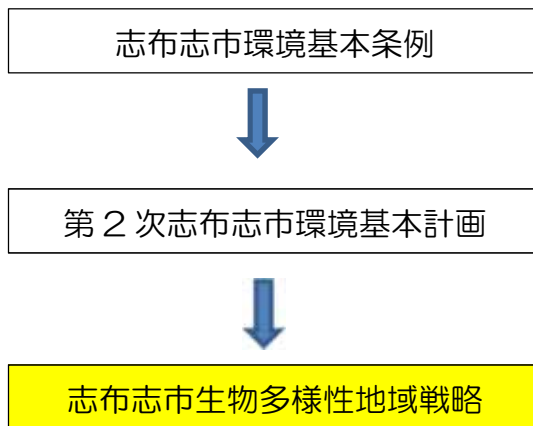 志布志市環境基本条例
第２次志布志市環境基本計画
志布志市生物多様性地域戦略